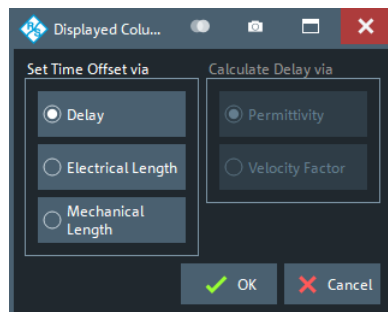 Displayed Colu...
Set Time Offset via
Calculate Delay via
Delay
Permittivity
Electrical Length
Velocity Factor
Mechanical
Length
OK
Cancel